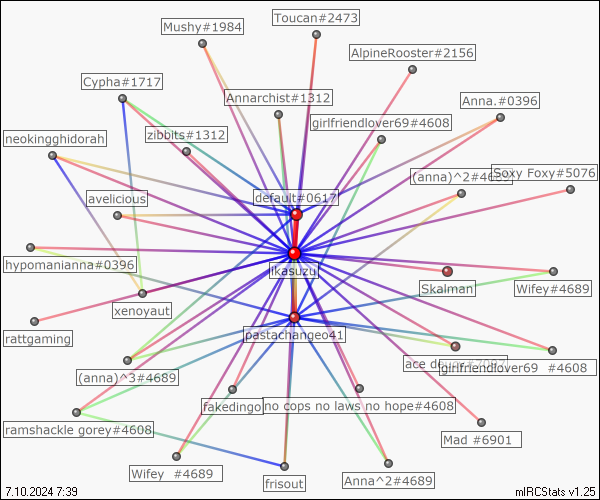 Toucan#2473
Mushy#1984
AlpineRooster#2156
Cypha#1717
Annarchist#1312
Anna.#0396
girlfriendlover69#4608
zibbits#1312
neokingghidorah
Soxy Foxy#5076
(anna)^2#4689
default#0617
avelicious
hypomanianna#0396
ikasuzu
Skalman
Wifey#4689
xenoyaut
rattgaming
pastachangeo41
ace
girlfriendlover69 #4608
(anna)^3#4689
fakedingo
no cops no laws no hope#4608
ramshackle gorey#4608
Mad #6901
Wifey #4689
frisout
Anna^2#4689
7.10.2024 7:39
mIRCStats v1.25